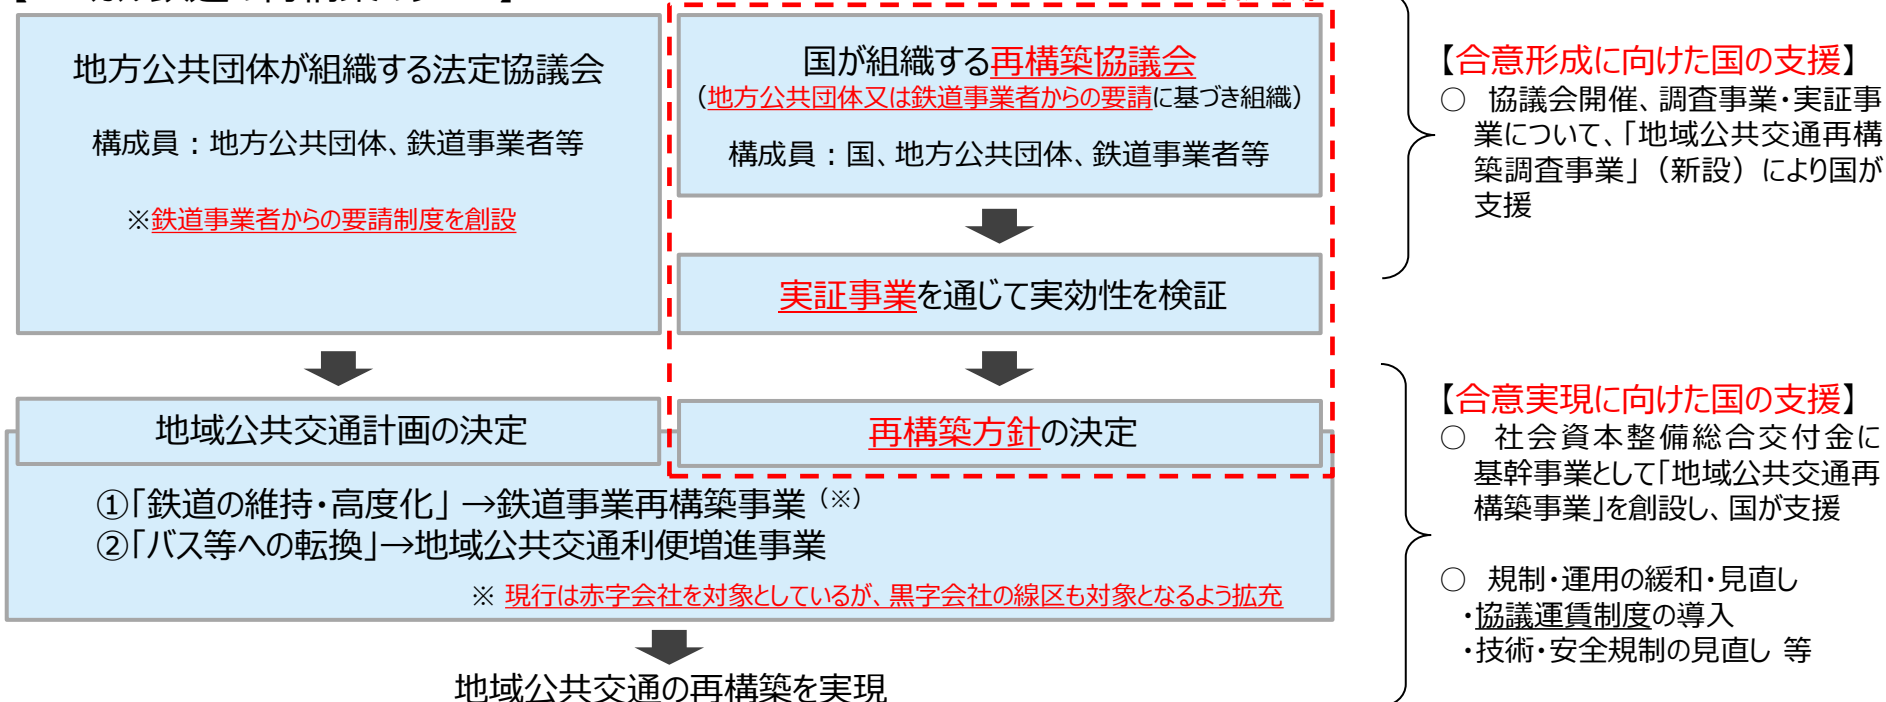 地方公共団体が組織する法定協議会
構成員：地方公共団体、鉄道事業者等
※鉄道事業者からの要請制度を創設
国が組織する再構築協議会
（地方公共団体又は鉄道事業者からの要請に基づき組織）
構成員：国、地方公共団体、鉄道事業者等
実証事業を通じて実効性を検証
地域公共交通計画の決定
再構築方針の決定
①「鉄道の維持・高度化」→鉄道事業再構築事業（※）
②「バス等への転換」→地域公共交通利便増進事業
※ 現行は赤字会社を対象としているが、黒字会社の線区も対象となるよう拡充
地域公共交通の再構築を実現
【合意形成に向けた国の支援】
○ 協議会開催、調査事業・実証事
業について、「地域公共交通再構
築調査事業」（新設）により国が
支援
【合意実現に向けた国の支援】
○ 社会資本整備総合交付金に
基幹事業として「地域公共交通再
構築事業」を創設し、国が支援
○ 規制・運用の緩和・見直し
・協議運賃制度の導入
・技術・安全規制の見直し 等